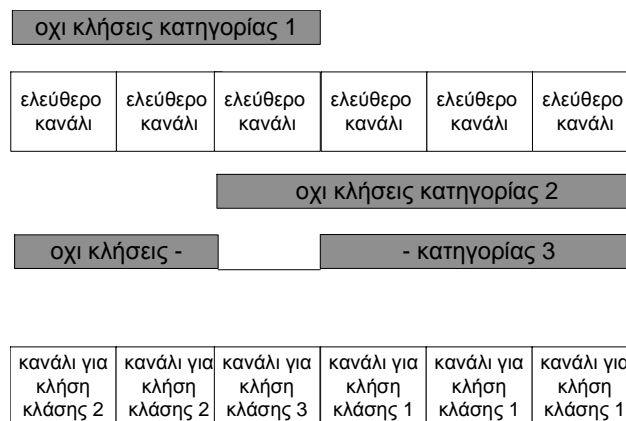 οχι κλήσεις κατηγορίας 1
ελεύθερο κανάλι ελεύθερο κανάλι ελεύθερο κανάλι ελεύθερο κανάλι ελεύθερο κανάλι ελεύθερο κανάλι
οχι κλήσεις κατηγορίας 2
οχι κλήσεις - - κατηγορίας 3
κανάλι για κλήση κλάσης 2 κανάλι για κλήση κλάσης 2 κανάλι για κλήση κλάσης 3 κανάλι για κλήση κλάσης 1 κανάλι για κλήση κλάσης 1 κανάλι για κλήση κλάσης 1